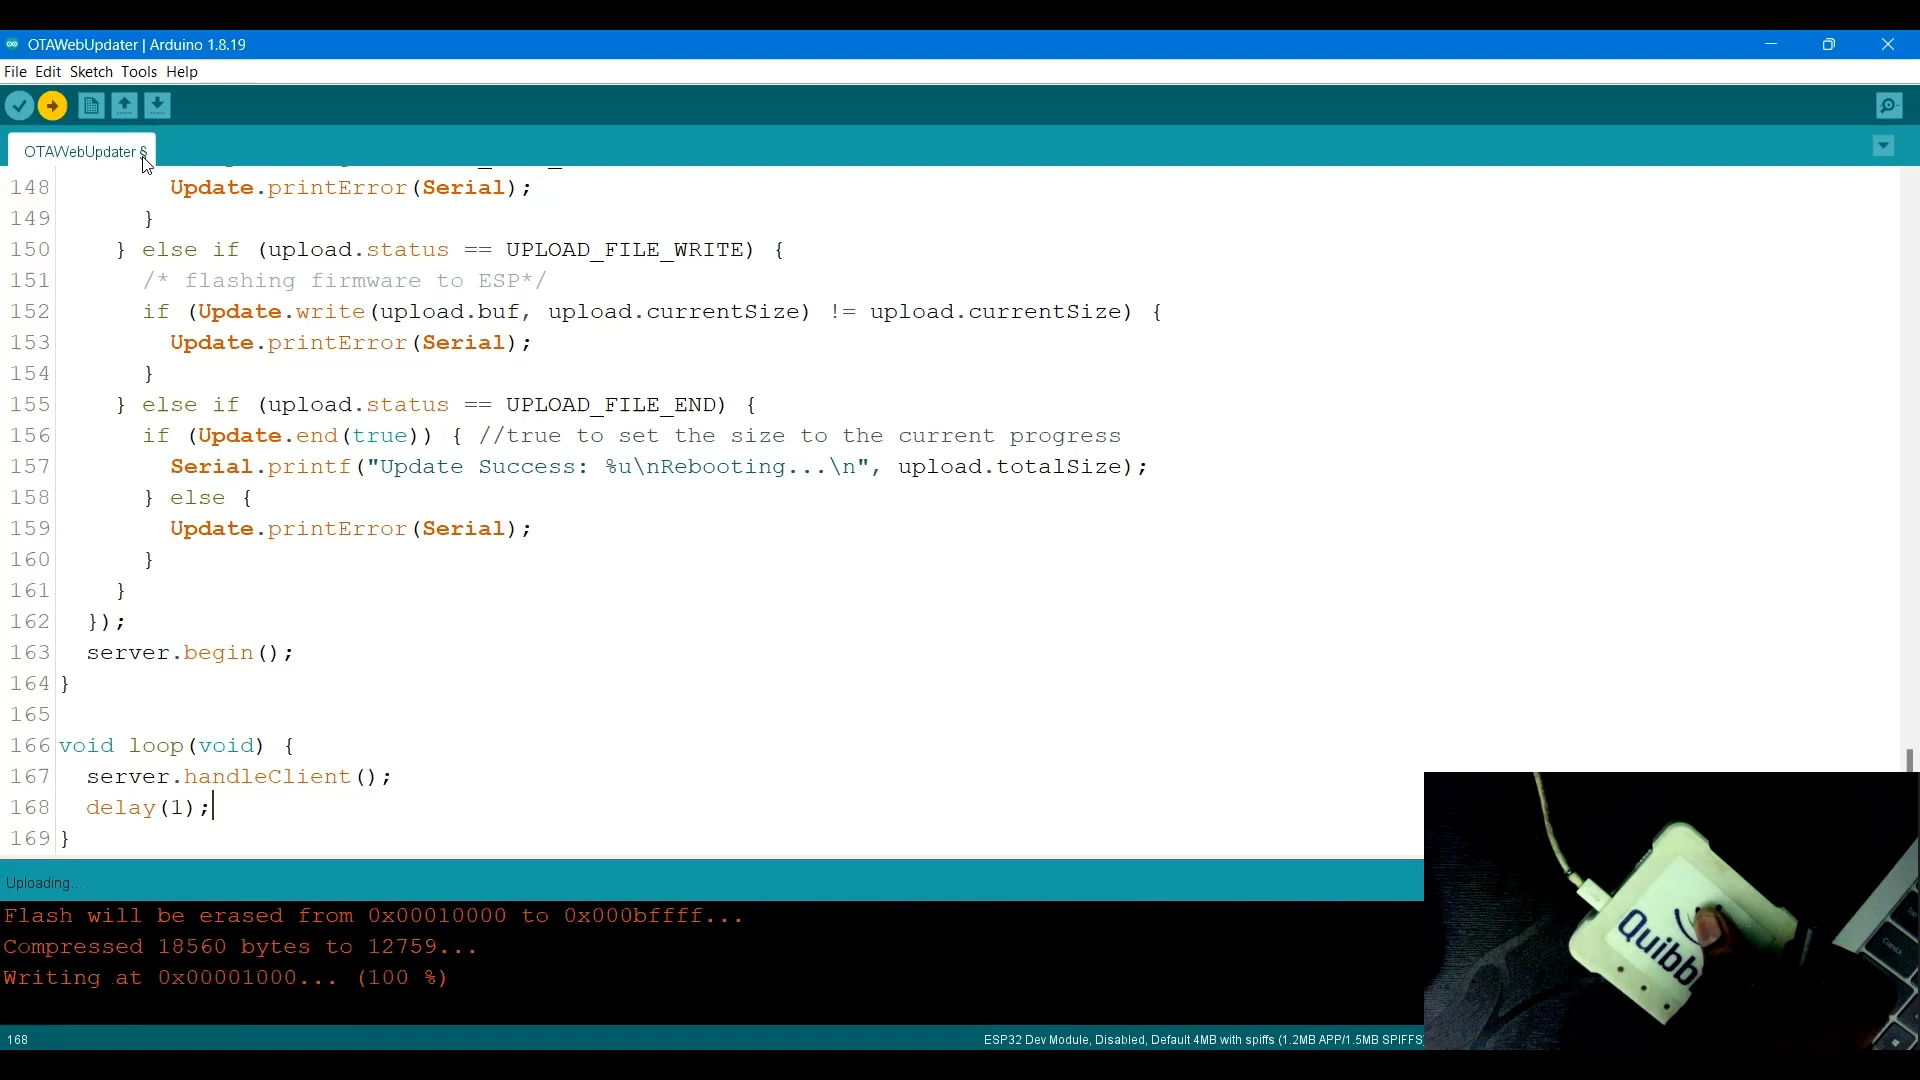 OTAWebUpdater | Arduino 1.8.19
File Edit Sketch Tools Help
OTAWebUpdater §
148 Update.printError(Serial);
149 }
150 } else if (upload.status == UPLOAD_FILE_WRITE) {
151 /* flashing firmware to ESP*/
152 if (Update.write(upload.buf, upload.currentSize) != upload.currentSize) {
153 Update.printError(Serial);
154 }
155 } else if (upload.status == UPLOAD_FILE_END) {
156 if (Update.end(true)) { //true to set the size to the current progress
157 Serial.printf("Update Success: %u\nRebooting...\n", upload.totalSize);
158 } else {
159 Update.printError(Serial);
160 }
161 }
162 });
163 server.begin();
164 }
165
166 void loop(void) {
167 server.handleClient();
168 delay(1);
169 }
Uploading...
Flash will be erased from 0x00010000 to 0x000bffff...
Compressed 18560 bytes to 12759...
Writing at 0x00001000... (100 %)
168
ESP32 Dev Module, Disabled, Default 4MB with spiffs (1.2MB APP/1.5MB SPIFFS
Quibb